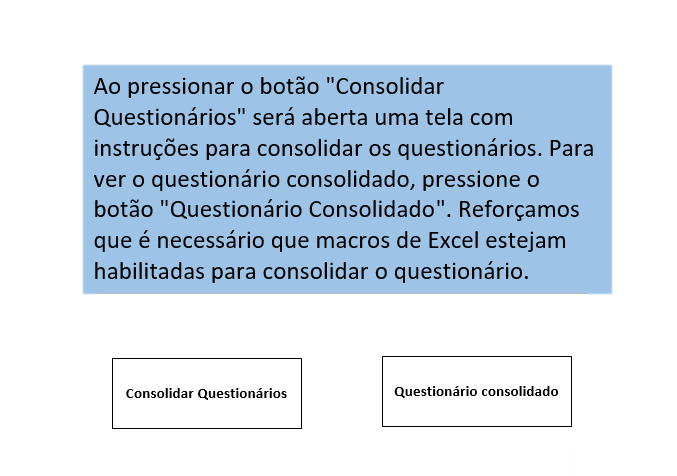 Ao pressionar o botão "Consolidar
Questionários" será aberta uma tela com
instruções para consolidar os questionários. Para
ver o questionário consolidado, pressione o
botão "Questionário Consolidado". Reforçamos
que é necessário que macros de Excel estejam
habilitadas para consolidar o questionário.
Consolidar Questionários
Questionário consolidado